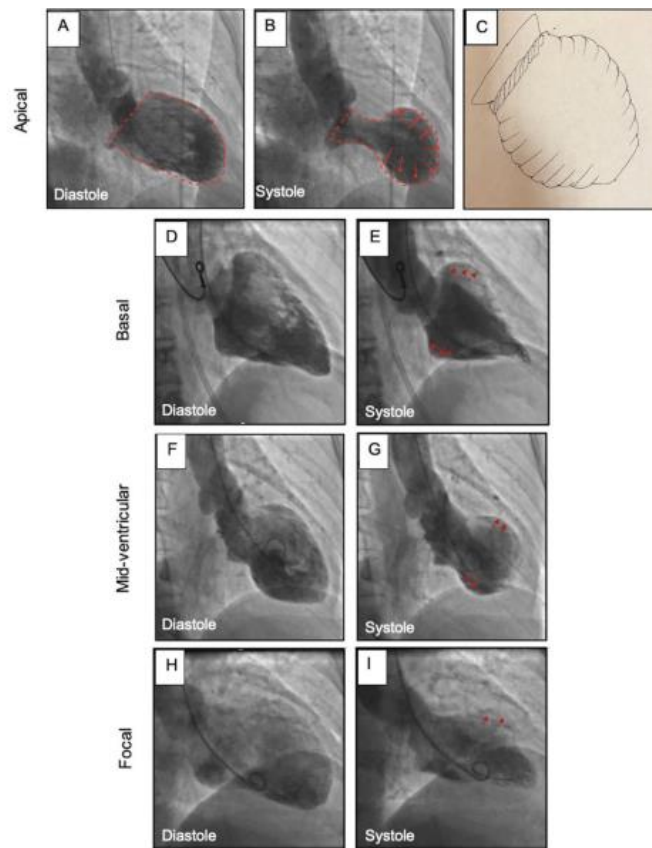 A
B
C
Apical
Diastole
Systole
D
E
Basal
Diastole
Systole
F
G
Mid-ventricular
Diastole
Systole
H
I
Focal
Diastole
Systole